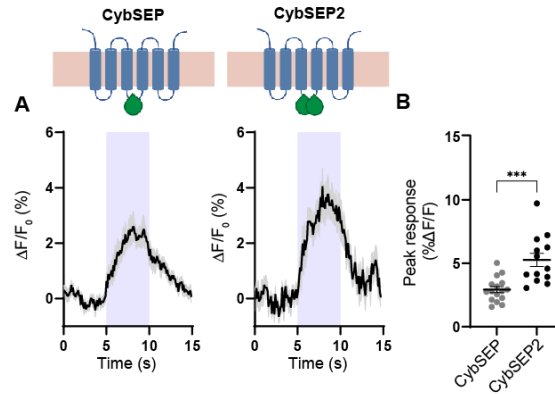 CybSEP
CybSEP2
A
B
6
4
2
0
ΔF/F0 (%)
0
5
10
15
Time (s)
6
4
2
0
ΔF/F0 (%)
0
5
10
15
Time (s)
15
10
5
0
Peak response
(%ΔF/F)
***
CybSEP
CybSEP2